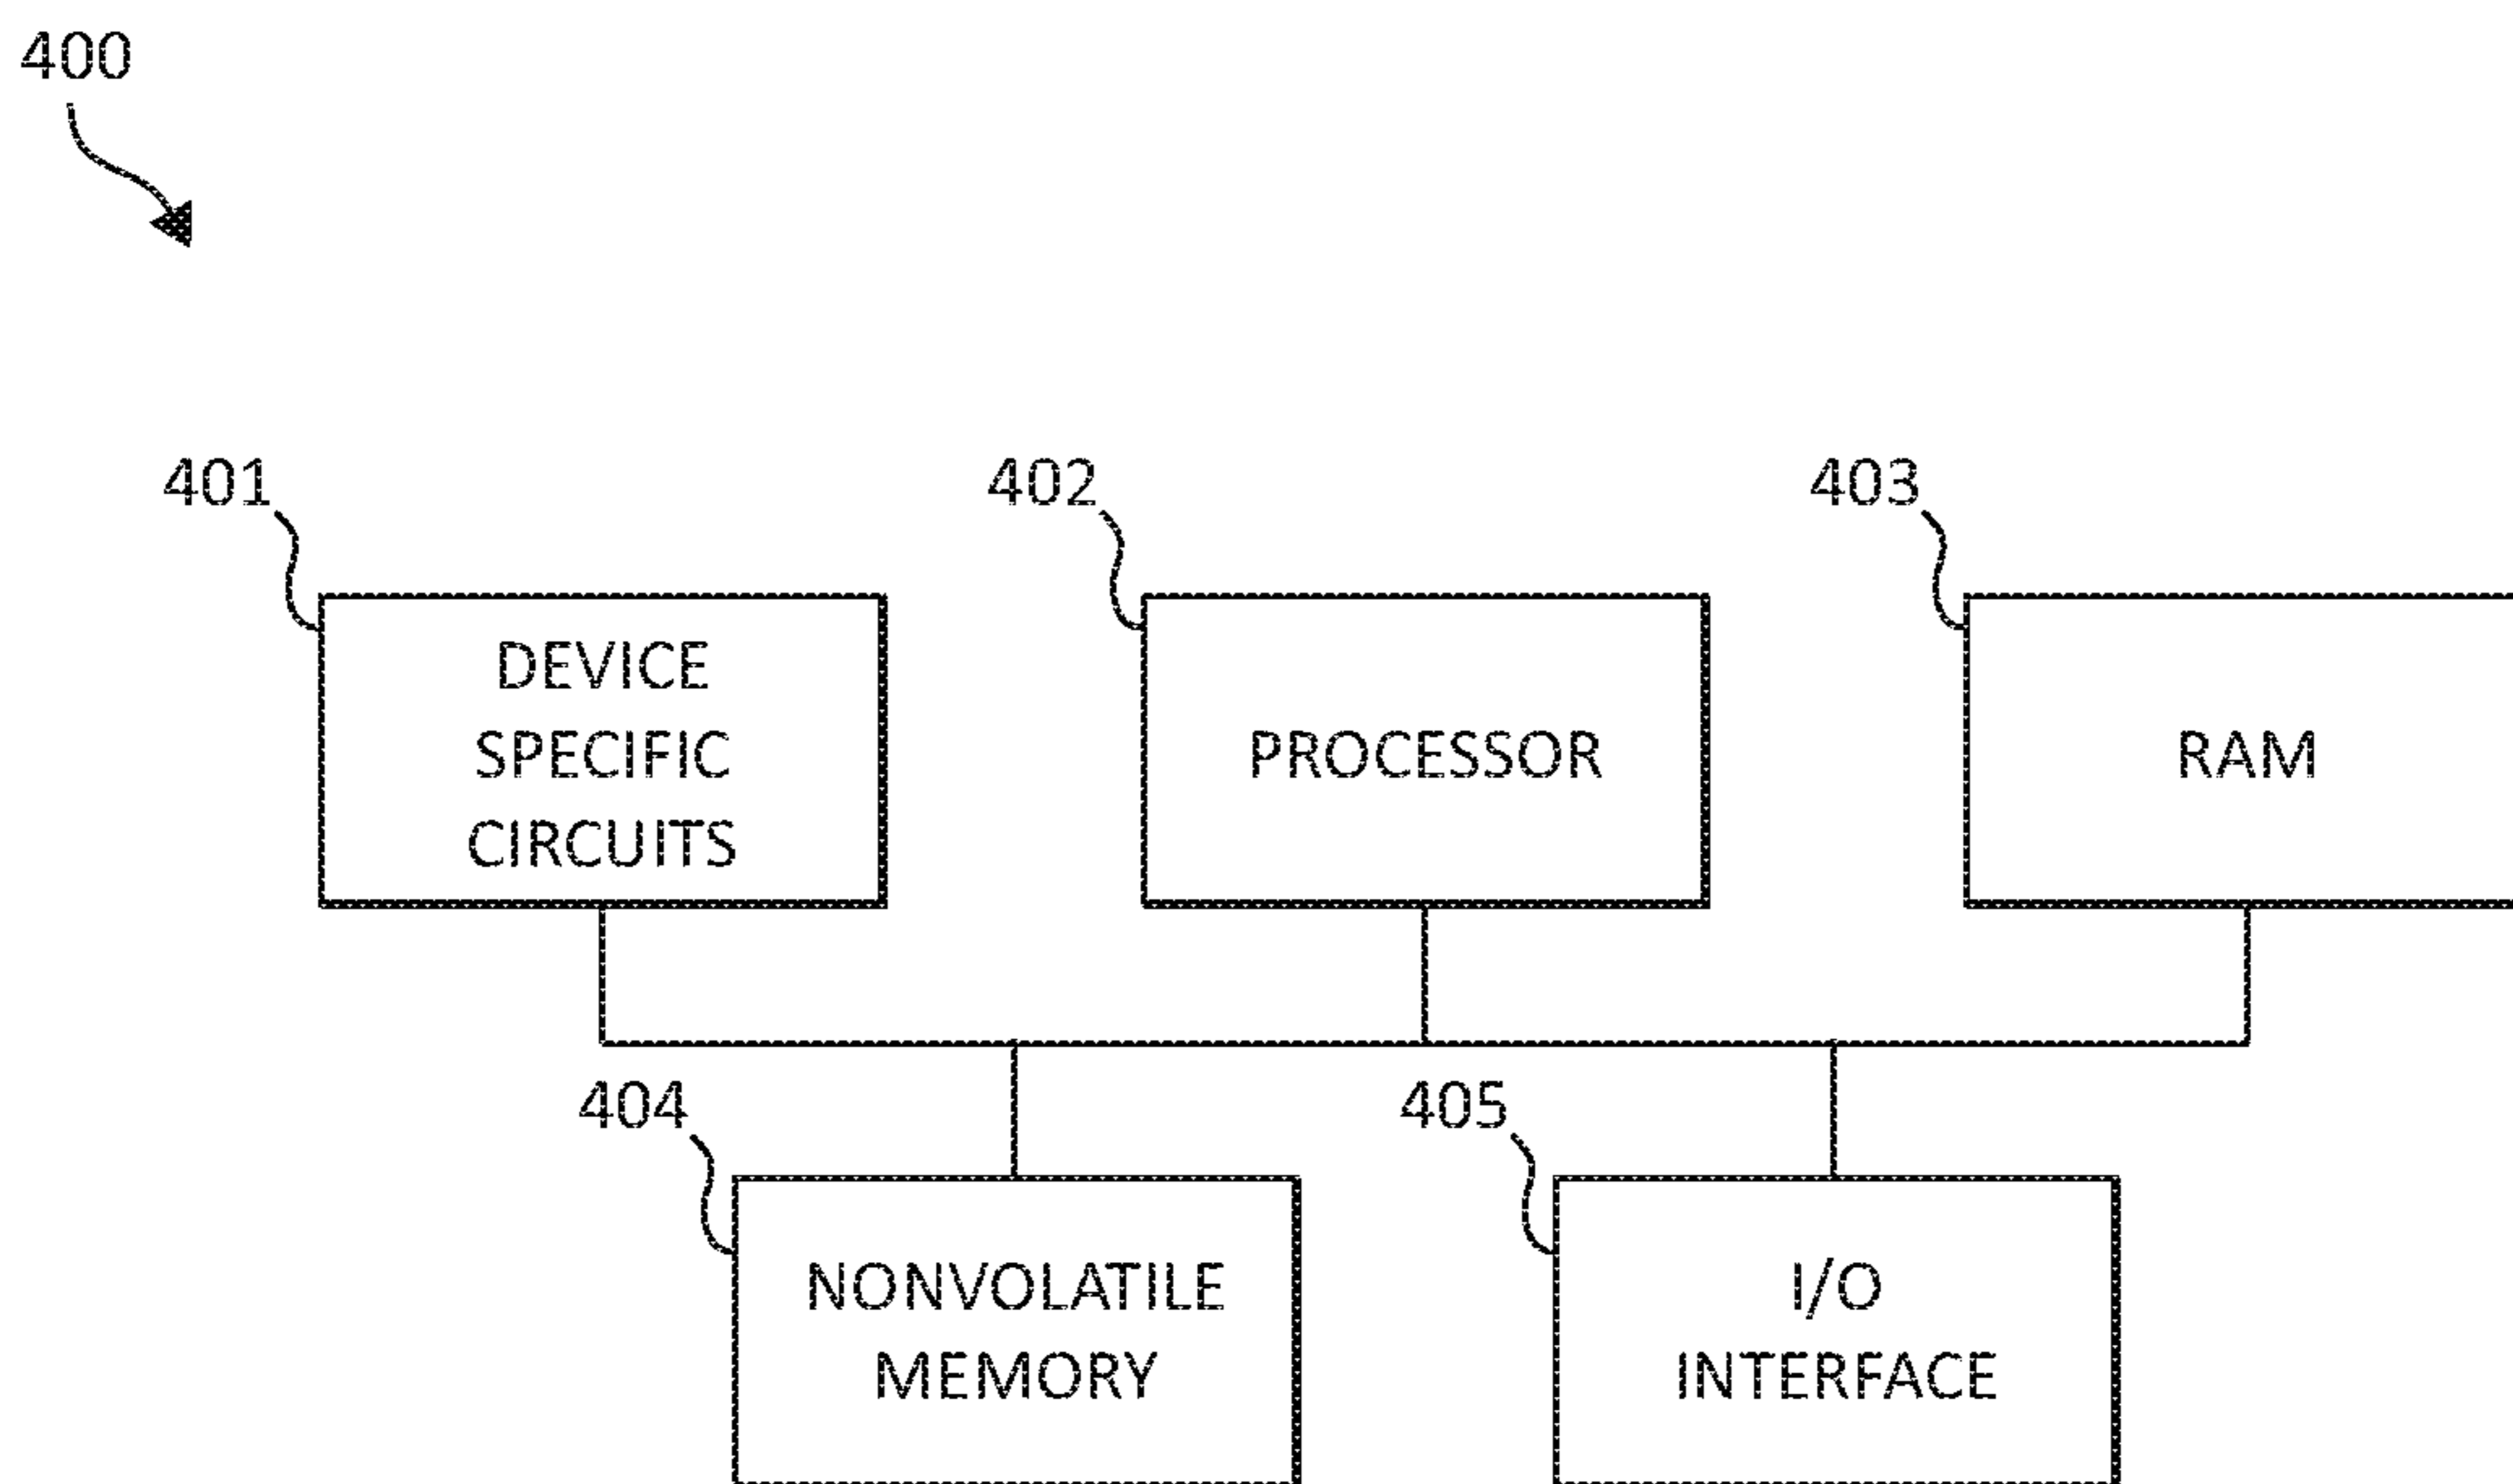 400
401
402
403
DEVICE
SPECIFIC
CIRCUITS
PROCESSOR
RAM
404
405
NONVOLATILE
MEMORY
I/O
INTERFACE